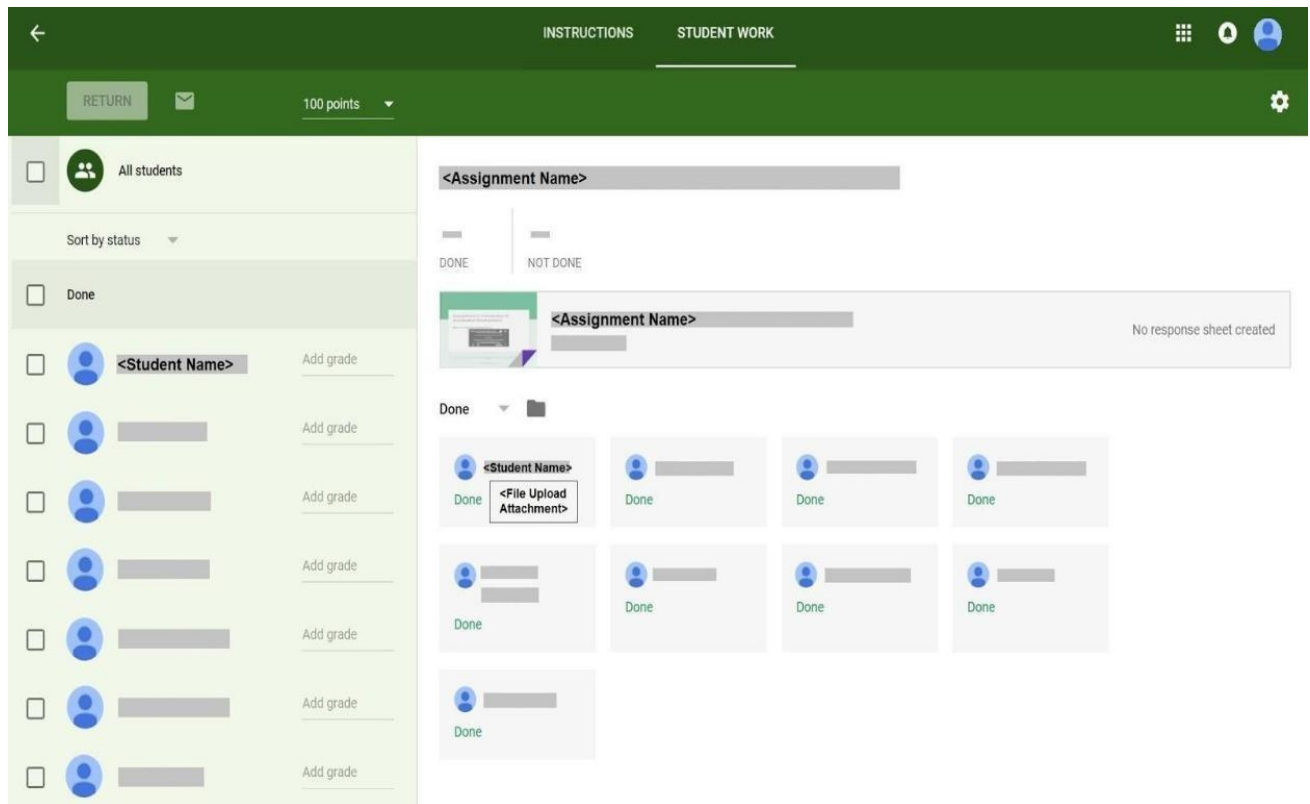 INSTRUCTIONS STUDENT WORK
RETURN 100 points
All students
Sort by status
Done
<Student Name> Add grade
Add grade
Add grade
Add grade
Add grade
Add grade
Add grade
<Assignment Name>
DONE NOT DONE
<Assignment Name>
No response sheet created
Done
<Student Name>
Done
<File Upload
Attachment>
Done
Done
Done
Done
Done
Done
Done
Done